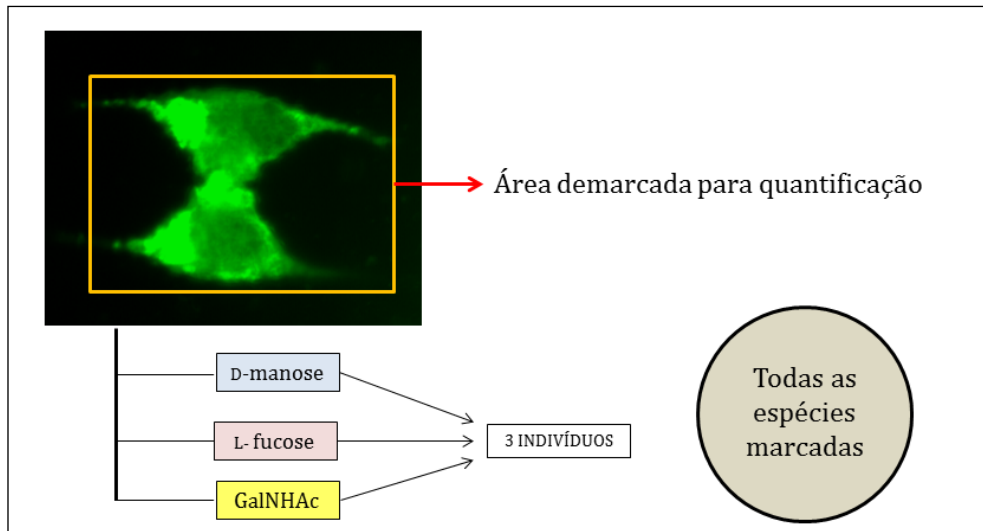 Área demarcada para quantificação
D-manose
L- fucose
3 INDIVÍDUOS
GalNHAc
Todas as
espécies
marcadas